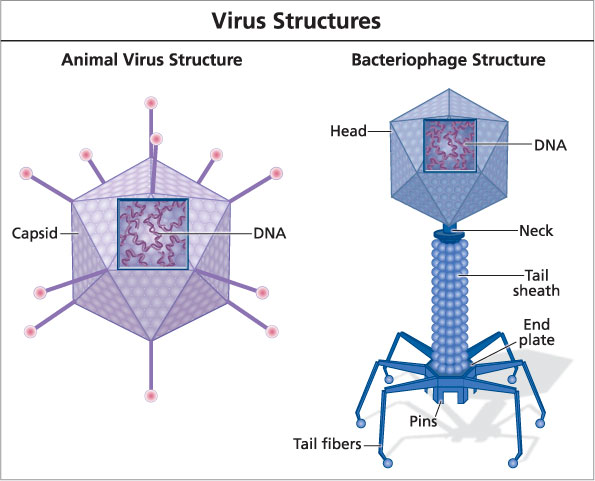 Virus Structures
Animal Virus Structure
Capsid
DNA
Bacteriophage Structure
Head
DNA
Neck
Tail
sheath
End
plate
Pins
Tail fibers